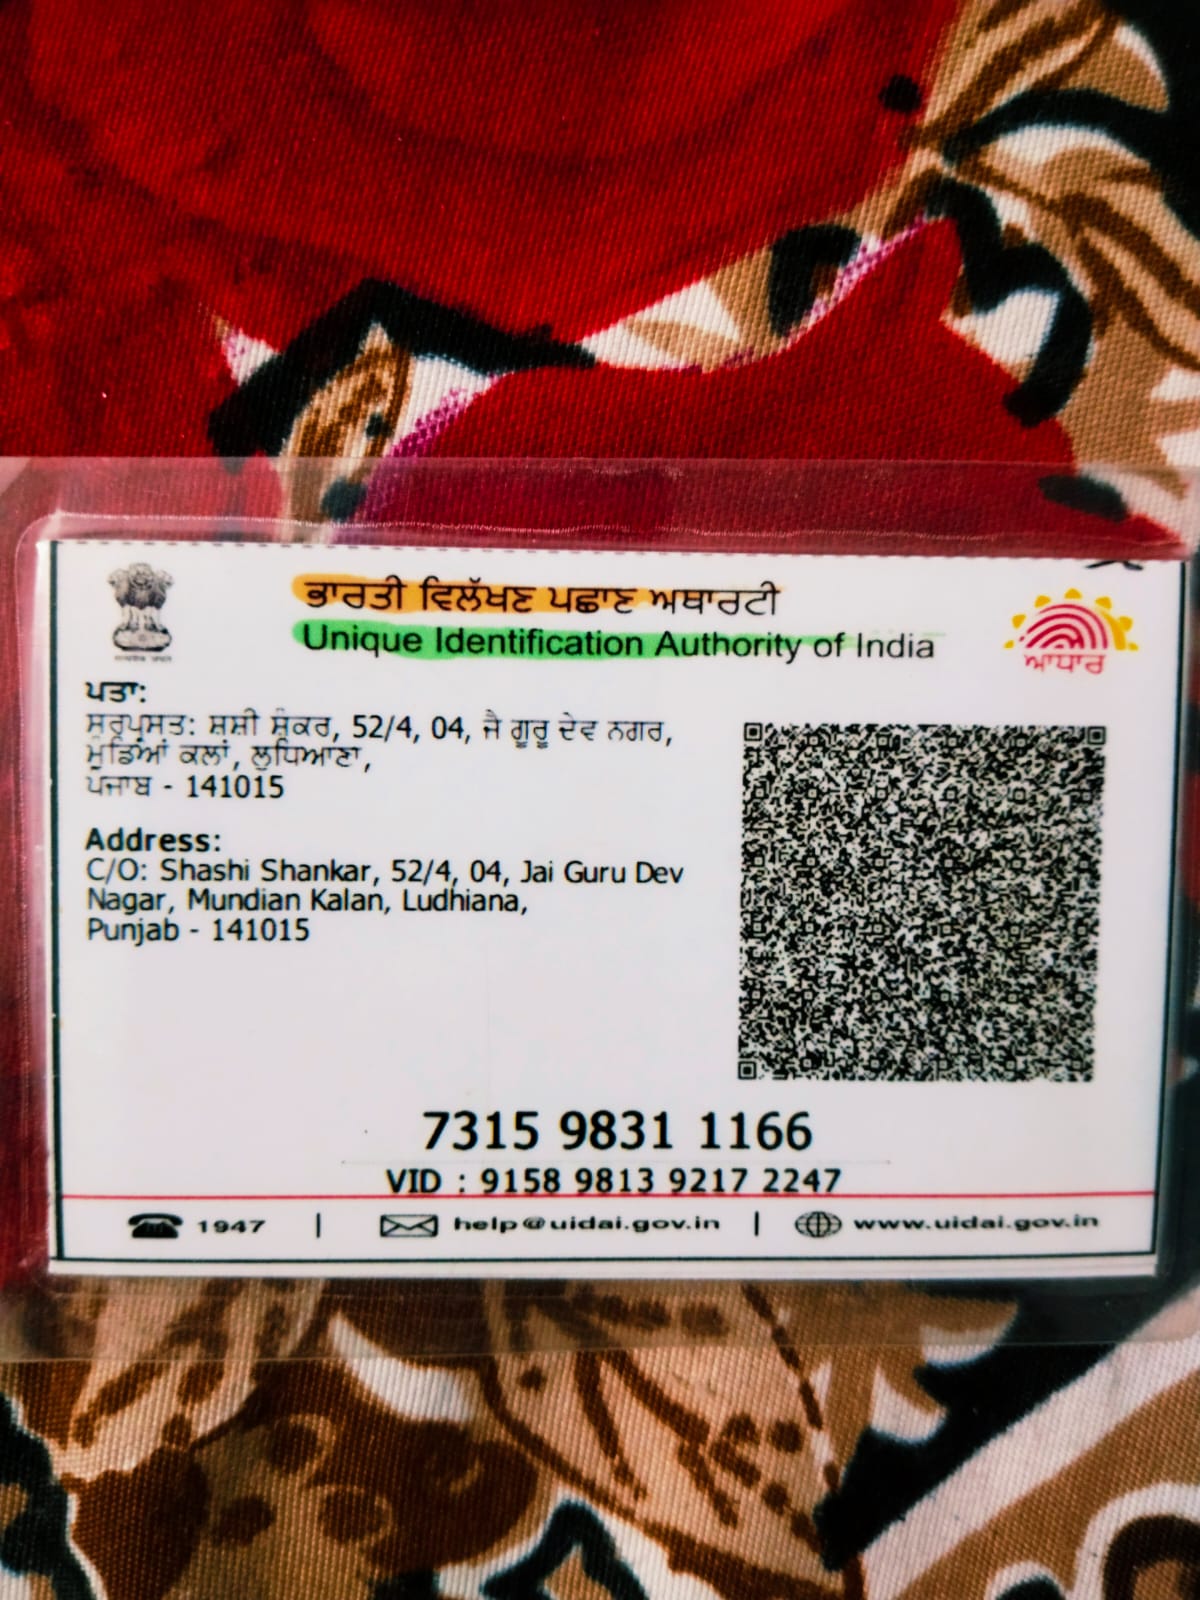 ਭਾਰਤੀ ਵਿਲੱਖਣ ਪਛਾਣ ਅਥਾਰਟੀ
Unique Identification Authority of India
ਆਧਾਰ
ਪਤਾ:
ਸਰਪ੍ਰਸਤ: ਸ਼ਸ਼ੀ ਸ਼ੰਕਰ, 52/4, 04, ਜੈ ਗੁਰੂ ਦੇਵ ਨਗਰ,
ਮੁੰਡਿਆਂ ਕਲਾਂ, ਲੁਧਿਆਣਾ,
ਪੰਜਾਬ - 141015
Address:
C/O: Shashi Shankar, 52/4, 04, Jai Guru Dev
Nagar, Mundian Kalan, Ludhiana,
Punjab - 141015
7315 9831 1166
VID : 9158 9813 9217 2247
1947 | help@uidai.gov.in | www.uidai.gov.in